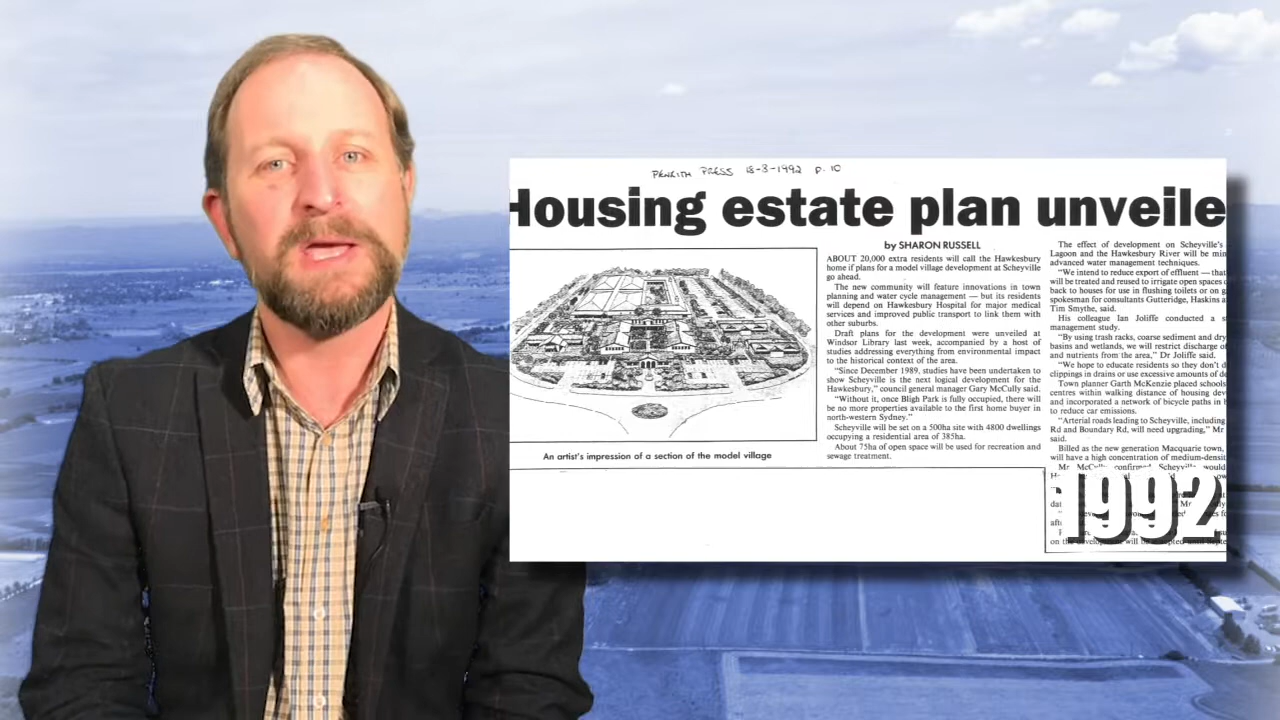 PENRITH PRESS 18-8-1992 P.10
Housing estate plan unveile
by SHARON RUSSELL
ABOUT 20,000 extra residents will call the Hawkesbury
home if plans for a model village development at Scheyville
go ahead.
The new community will feature innovations in town
planning and water cycle management — but its residents
will depend on Hawkesbury Hospital for major medical
services and improved public transport to link them with
other suburbs.
Draft plans for the development were unveiled at
Windsor Library last week, accompanied by a host of
studies addressing everything from environmental impact
to the historical context of the area.
"Since December 1989, studies have been undertaken to
show Scheyville is the next logical development for the
Hawkesbury," council general manager Gary McCully said.
"Without it, once Bligh Park is fully occupied, there will
be no more properties available to the first home buyer in
north-western Sydney."
Scheyville will be set on a 500ha site with 4800 dwellings
occupying a residential area of 385ha.
About 75ha of open space will be used for recreation and
sewage treatment.
An artist's impression of a section of the model village
The effect of development on Scheyville's
Lagoon and the Hawkesbury River will be min
advanced water management techniques.
"We intend to reduce export of effluent — that
will be treated and reused to irrigate open spaces
back to houses for use in flushing toilets or on g
spokesman for consultants Gutteridge, Haskins a
Tim Smythe, said.
His colleague Ian Joliffe conducted a s
management study.
"By using trash racks, coarse sediment and dry
basins and wetlands, we will restrict discharge o
and nutrients from the area," Dr Joliffe said.
"We hope to educate residents so they don't d
clippings in drains or use excessive amounts of de
Town planner Garth McKenzie placed schools
centres within walking distance of housing dev
and incorporated a network of bicycle paths in
to reduce car emissions.
"Arterial roads leading to Scheyville, including
Rd and Boundary Rd, will need upgrading," Mr
said.
Billed as the new generation Macquarie town,
will have a high concentration of medium-densit
Mr McCully confirmed Scheyville would
1992